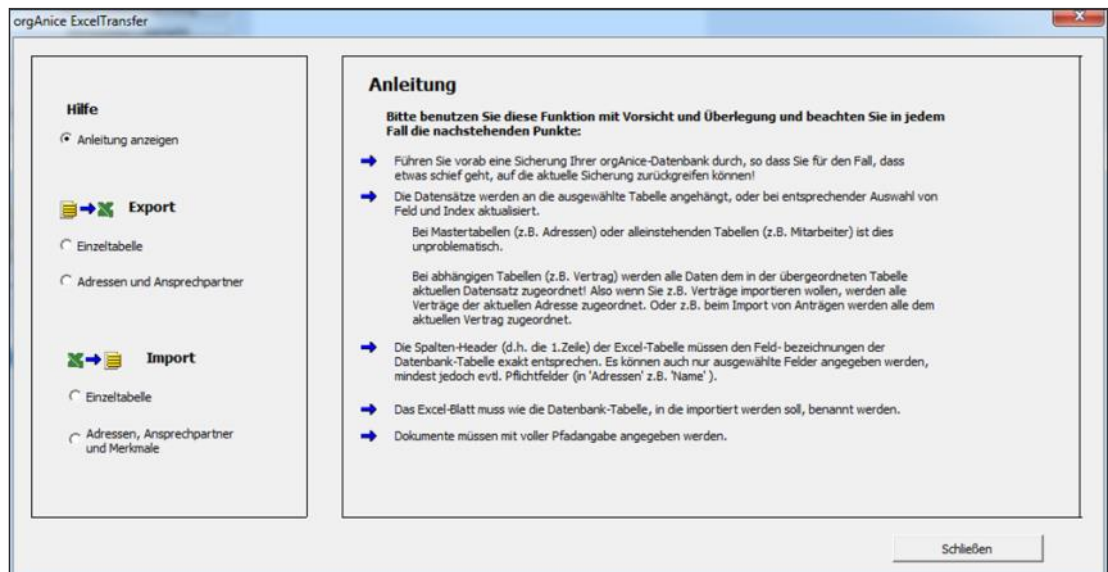 orgAnice ExcelTransfer
Hilfe
Anleitung anzeigen
Export
Einzeltabelle
Adressen und Ansprechpartner
Import
Einzeltabelle
Adressen, Ansprechpartner
und Merkmale
Anleitung
Bitte benutzen Sie diese Funktion mit Vorsicht und Überlegung und beachten Sie in jedem
Fall die nachstehenden Punkte:
Führen Sie vorab eine Sicherung Ihrer orgAnice-Datenbank durch, so dass Sie für den Fall, dass
etwas schief geht, auf die aktuelle Sicherung zurückgreifen können!
Die Datensätze werden an die ausgewählte Tabelle angehängt, oder bei entsprechender Auswahl von
Feld und Index aktualisiert.
Bei Mastertabellen (z.B. Adressen) oder alleinstehenden Tabellen (z.B. Mitarbeiter) ist dies
unproblematisch.
Bei abhängigen Tabellen (z.B. Vertrag) werden alle Daten dem in der übergeordneten Tabelle
aktuellen Datensatz zugeordnet! Also wenn Sie z.B. Verträge importieren wollen, werden alle
Verträge der aktuellen Adresse zugeordnet. Oder z.B. beim Import von Anträgen werden alle dem
aktuellen Vertrag zugeordnet.
Die Spalten-Header (d.h. die 1.Zeile) der Excel-Tabelle müssen den Feld- bezeichnungen der
Datenbank-Tabelle exakt entsprechen. Es können auch nur ausgewählte Felder angegeben werden,
mindest jedoch evtl. Pflichtfelder (in 'Adressen' z.B. 'Name' ).
Das Excel-Blatt muss wie die Datenbank-Tabelle, in die importiert werden soll, benannt werden.
Dokumente müssen mit voller Pfadangabe angegeben werden.
Schließen